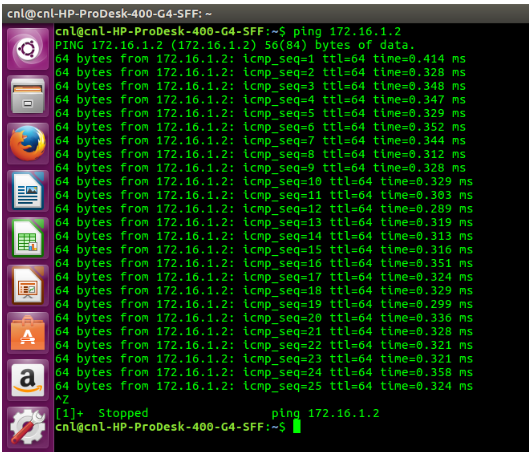 cnl@cnl-HP-ProDesk-400-G4-SFF: ~
cnl@cnl-HP-ProDesk-400-G4-SFF:~$ ping 172.16.1.2
PING 172.16.1.2 (172.16.1.2) 56(84) bytes of data.
64 bytes from 172.16.1.2: icmp_seq=1 ttl=64 time=0.414 ms
64 bytes from 172.16.1.2: icmp_seq=2 ttl=64 time=0.328 ms
64 bytes from 172.16.1.2: icmp_seq=3 ttl=64 time=0.348 ms
64 bytes from 172.16.1.2: icmp_seq=4 ttl=64 time=0.347 ms
64 bytes from 172.16.1.2: icmp_seq=5 ttl=64 time=0.329 ms
64 bytes from 172.16.1.2: icmp_seq=6 ttl=64 time=0.352 ms
64 bytes from 172.16.1.2: icmp_seq=7 ttl=64 time=0.344 ms
64 bytes from 172.16.1.2: icmp_seq=8 ttl=64 time=0.312 ms
64 bytes from 172.16.1.2: icmp_seq=9 ttl=64 time=0.328 ms
64 bytes from 172.16.1.2: icmp_seq=10 ttl=64 time=0.329 ms
64 bytes from 172.16.1.2: icmp_seq=11 ttl=64 time=0.303 ms
64 bytes from 172.16.1.2: icmp_seq=12 ttl=64 time=0.289 ms
64 bytes from 172.16.1.2: icmp_seq=13 ttl=64 time=0.319 ms
64 bytes from 172.16.1.2: icmp_seq=14 ttl=64 time=0.313 ms
64 bytes from 172.16.1.2: icmp_seq=15 ttl=64 time=0.316 ms
64 bytes from 172.16.1.2: icmp_seq=16 ttl=64 time=0.351 ms
64 bytes from 172.16.1.2: icmp_seq=17 ttl=64 time=0.324 ms
64 bytes from 172.16.1.2: icmp_seq=18 ttl=64 time=0.329 ms
64 bytes from 172.16.1.2: icmp_seq=19 ttl=64 time=0.299 ms
64 bytes from 172.16.1.2: icmp_seq=20 ttl=64 time=0.336 ms
64 bytes from 172.16.1.2: icmp_seq=21 ttl=64 time=0.328 ms
64 bytes from 172.16.1.2: icmp_seq=22 ttl=64 time=0.321 ms
64 bytes from 172.16.1.2: icmp_seq=23 ttl=64 time=0.321 ms
64 bytes from 172.16.1.2: icmp_seq=24 ttl=64 time=0.358 ms
64 bytes from 172.16.1.2: icmp_seq=25 ttl=64 time=0.324 ms
^Z
[1]+  Stopped                 ping 172.16.1.2
cnl@cnl-HP-ProDesk-400-G4-SFF:~$
a